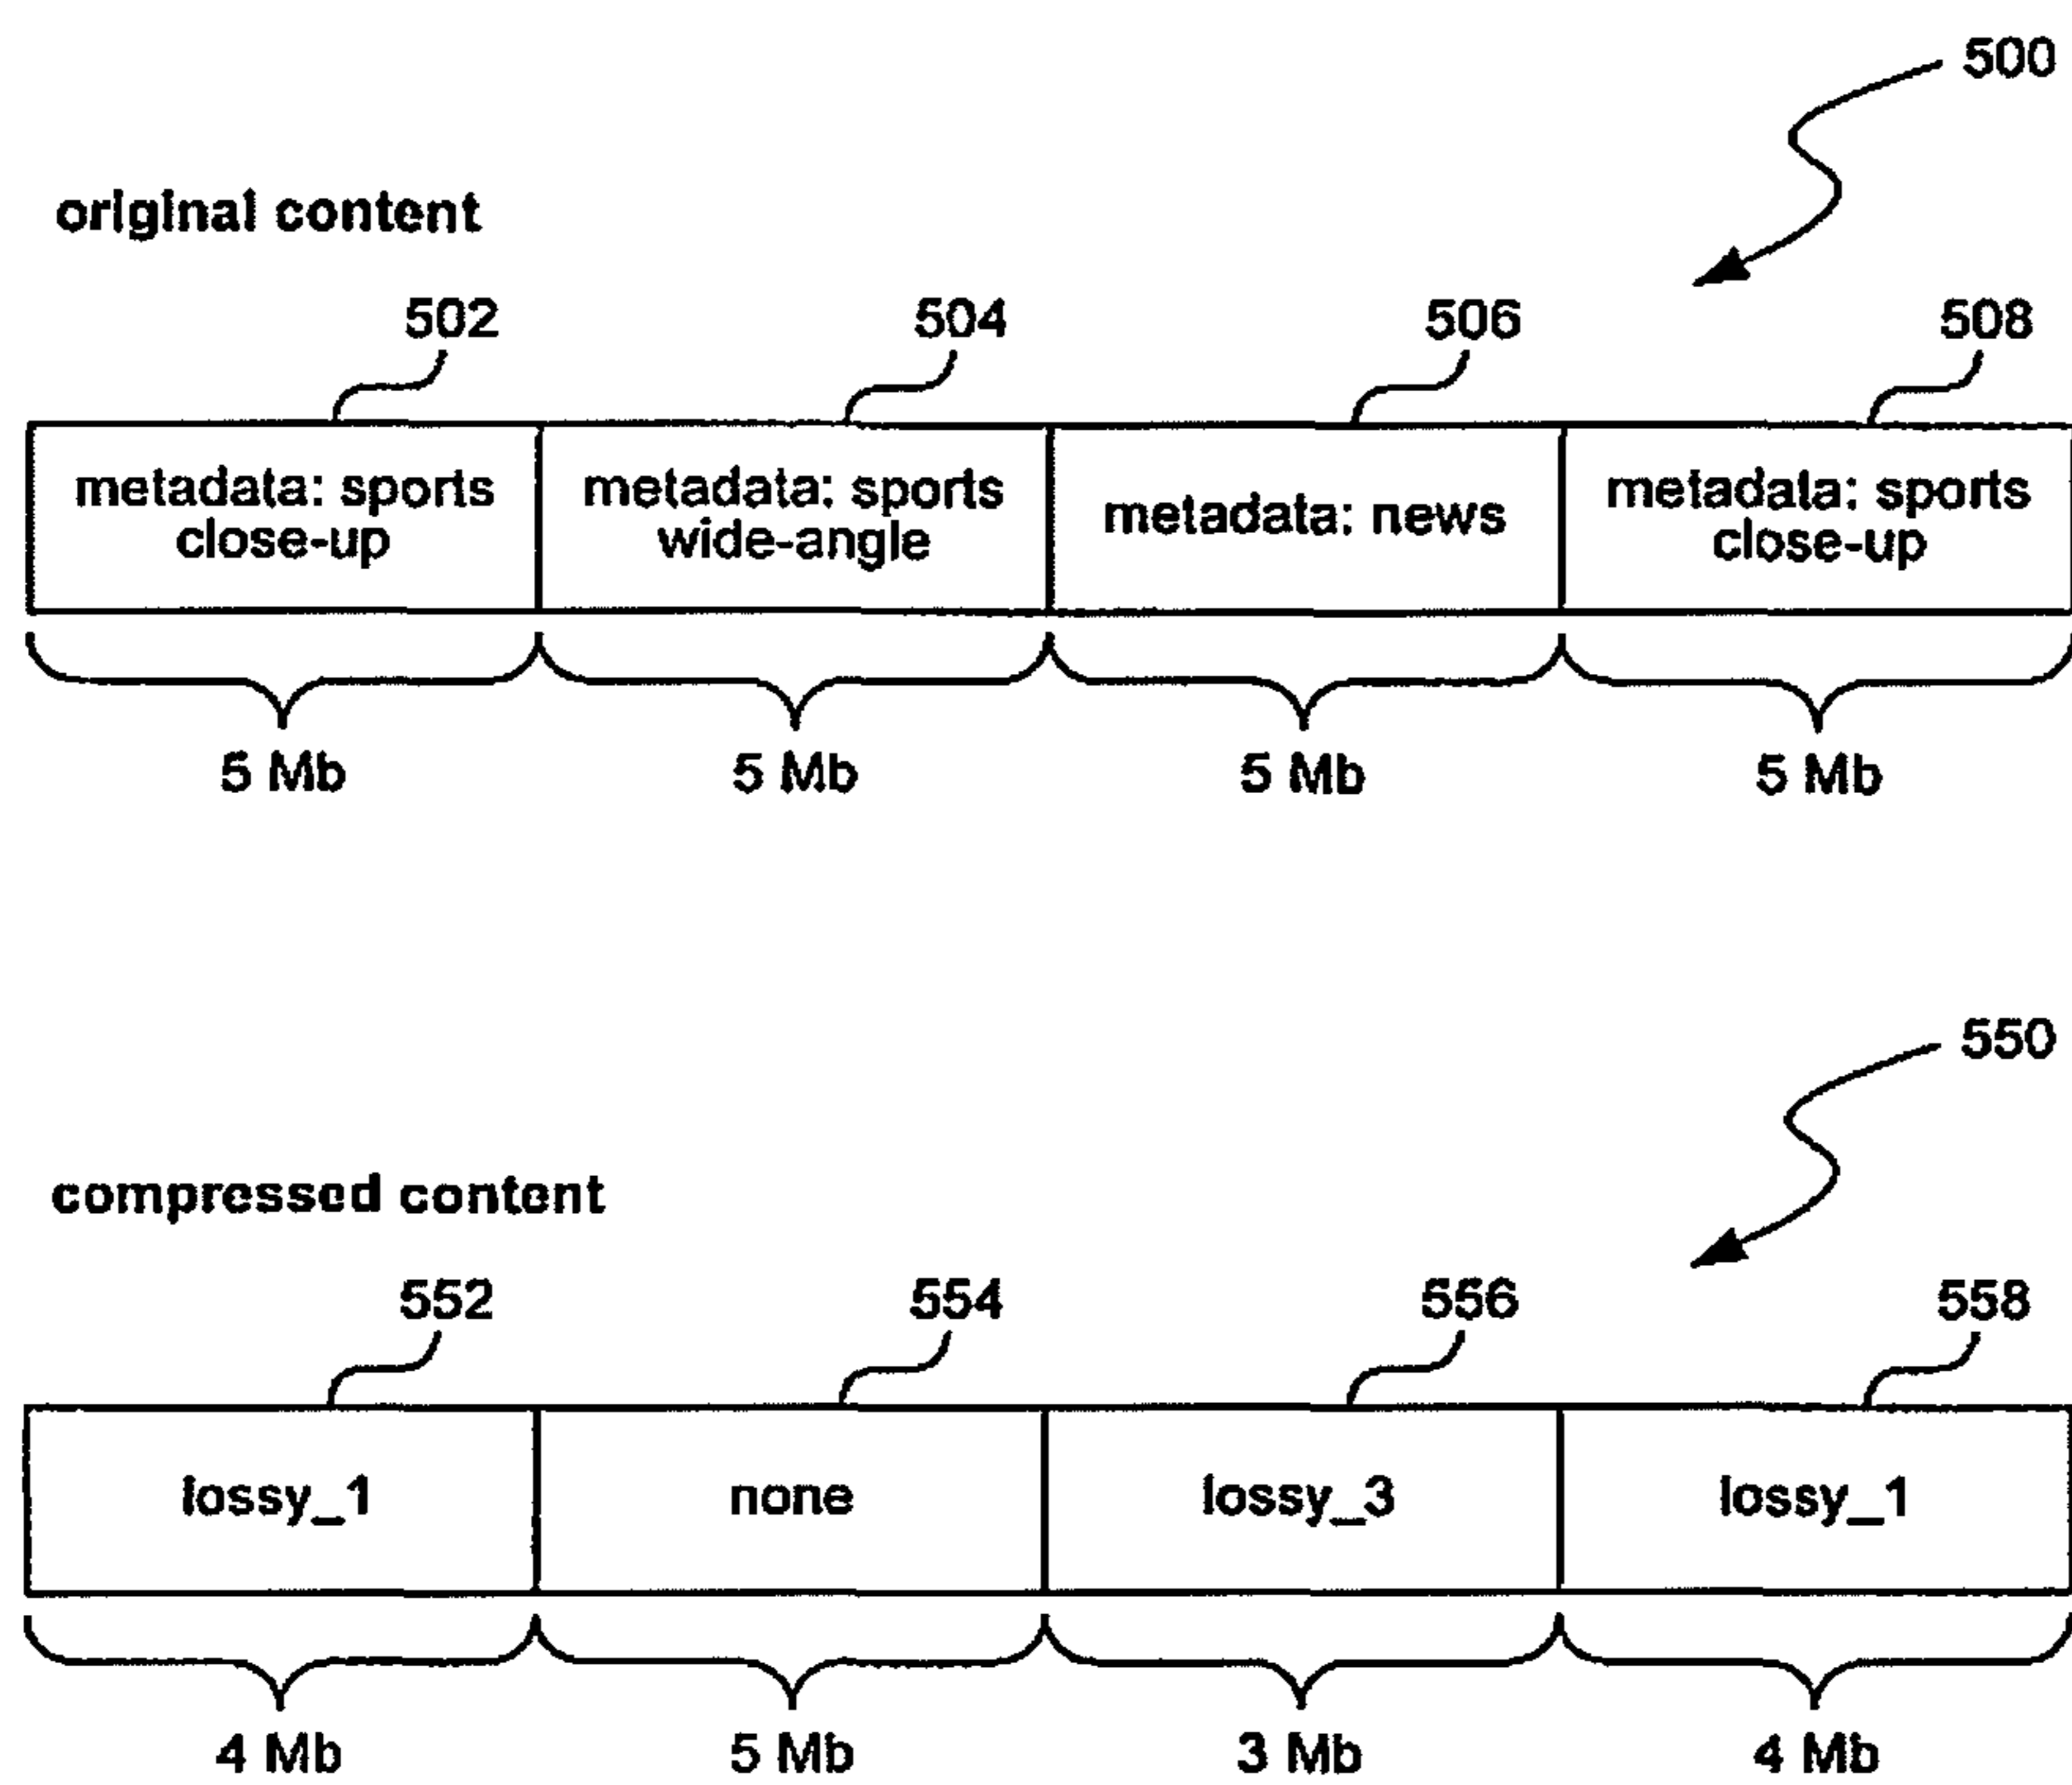 500
original content
502 504 506 508
metadata: sports close-up
metadata: sports wide-angle
metadata: news
metadata: sports close-up
5 Mb 5 Mb 5 Mb 5 Mb
550
compressed content
552 554 556 558
lossy_1 none lossy_3 lossy_1
4 Mb 5 Mb 3 Mb 4 Mb